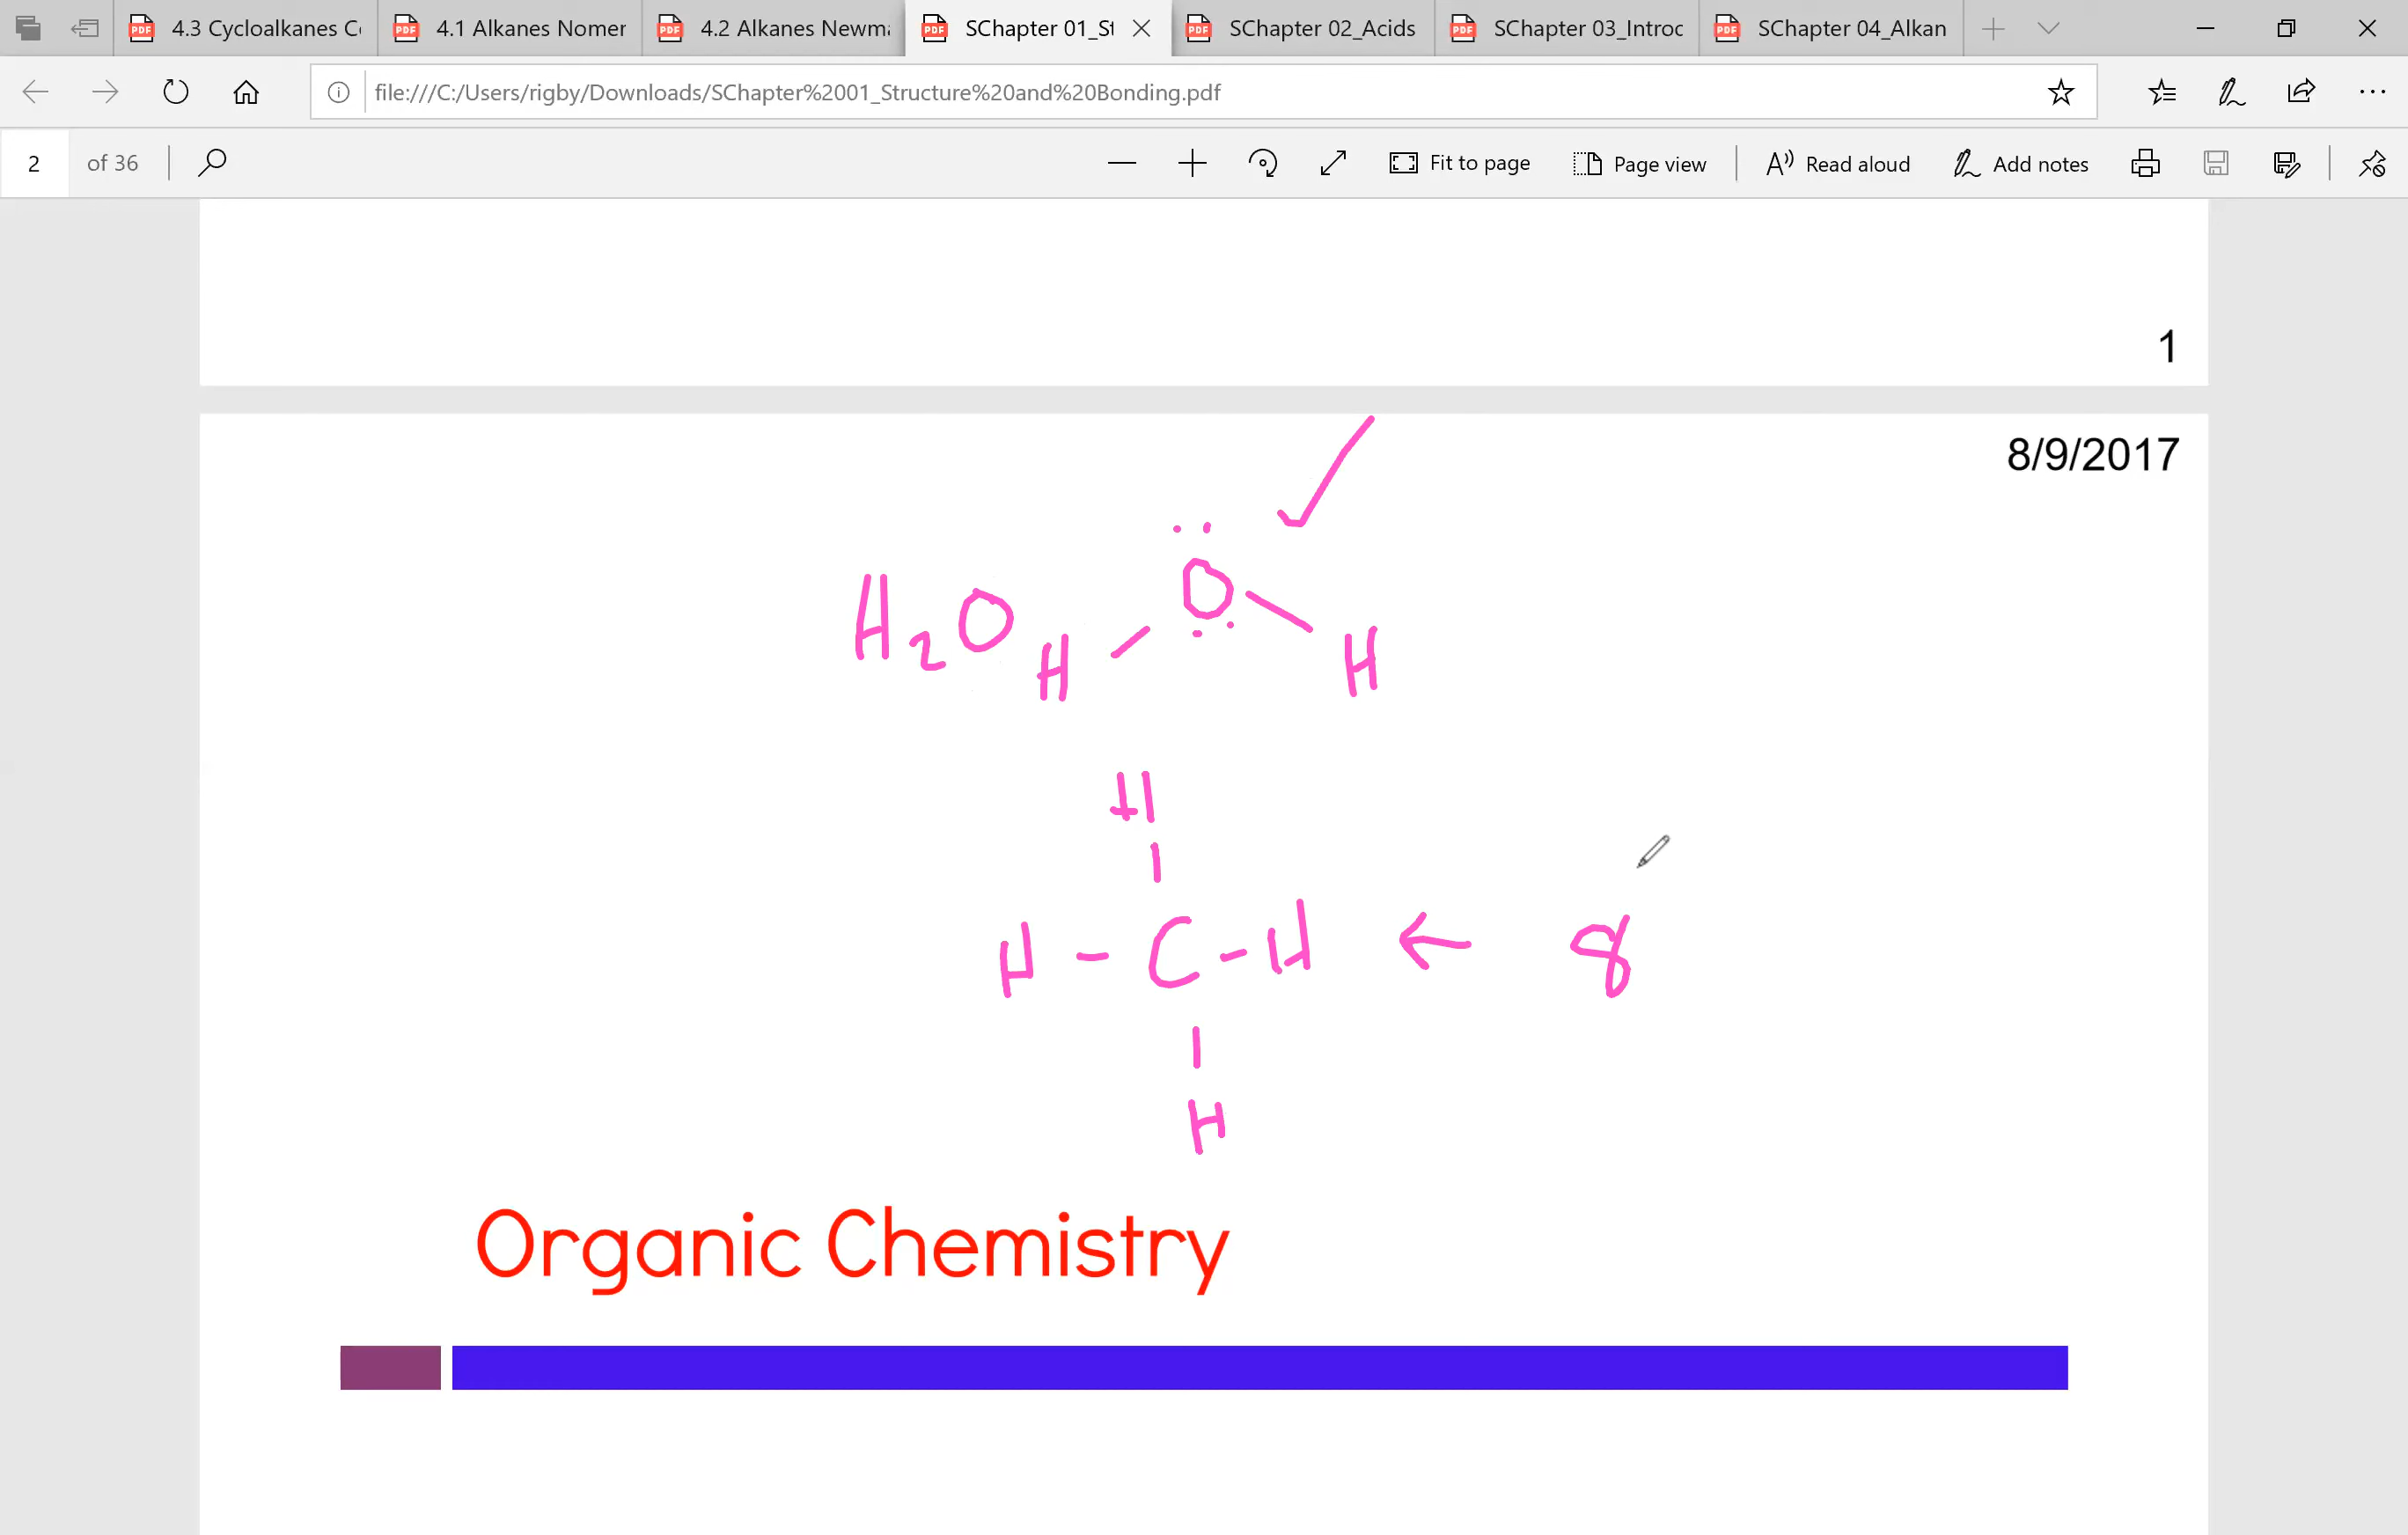 4.3 Cycloalkanes C 4.1 Alkanes Nomer 4.2 Alkanes Newma SChapter 01_St SChapter 02_Acids SChapter 03_Introc SChapter 04_Alkan
file:///C:/Users/rigby/Downloads/SChapter%2001_Structure%20and%20Bonding.pdf
2 of 36 Fit to page Page view Read aloud Add notes
1
8/9/2017
H2O H - O - H
H
H - C - H ← 8
H
Organic Chemistry